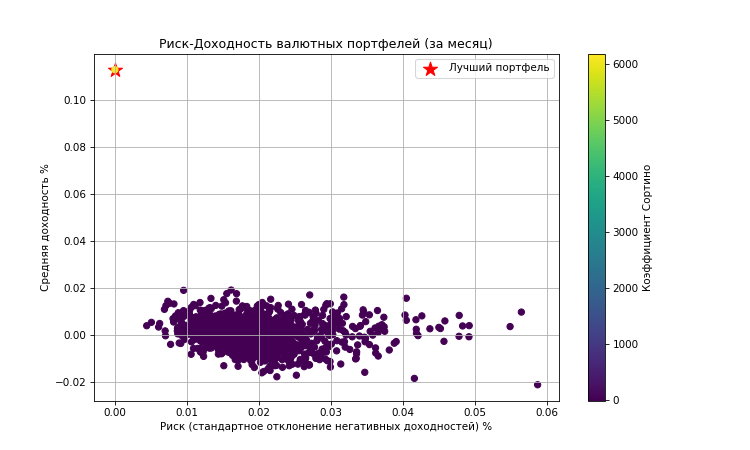 Риск-Доходность валютных портфелей (за месяц)
Лучший портфель
Средняя доходность %
0.10
0.08
0.06
0.04
0.02
0.00
−0.02
0.00 0.01 0.02 0.03 0.04 0.05 0.06
Риск (стандартное отклонение негативных доходностей) %
6000
5000
4000
3000
2000
1000
0
Коэффициент Сортино